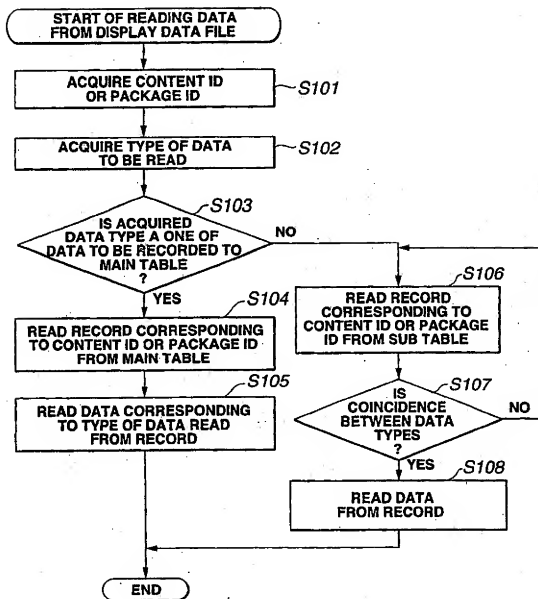 START OF READING DATA
FROM DISPLAY DATA FILE
ACQUIRE CONTENT ID
OR PACKAGE ID
S101
ACQUIRE TYPE OF DATA
TO BE READ
S102
S103
IS ACQUIRED
DATA TYPE A ONE OF
DATA TO BE RECORDED TO
MAIN TABLE
?
NO
YES
S104
READ RECORD CORRESPONDING
TO CONTENT ID OR PACKAGE ID
FROM MAIN TABLE
S105
READ DATA CORRESPONDING
TO TYPE OF DATA READ
FROM RECORD
S106
READ RECORD
CORRESPONDING TO
CONTENT ID OR PACKAGE
ID FROM SUB TABLE
S107
IS
COINCIDENCE
BETWEEN DATA
TYPES
?
NO
YES
S108
READ DATA
FROM RECORD
END